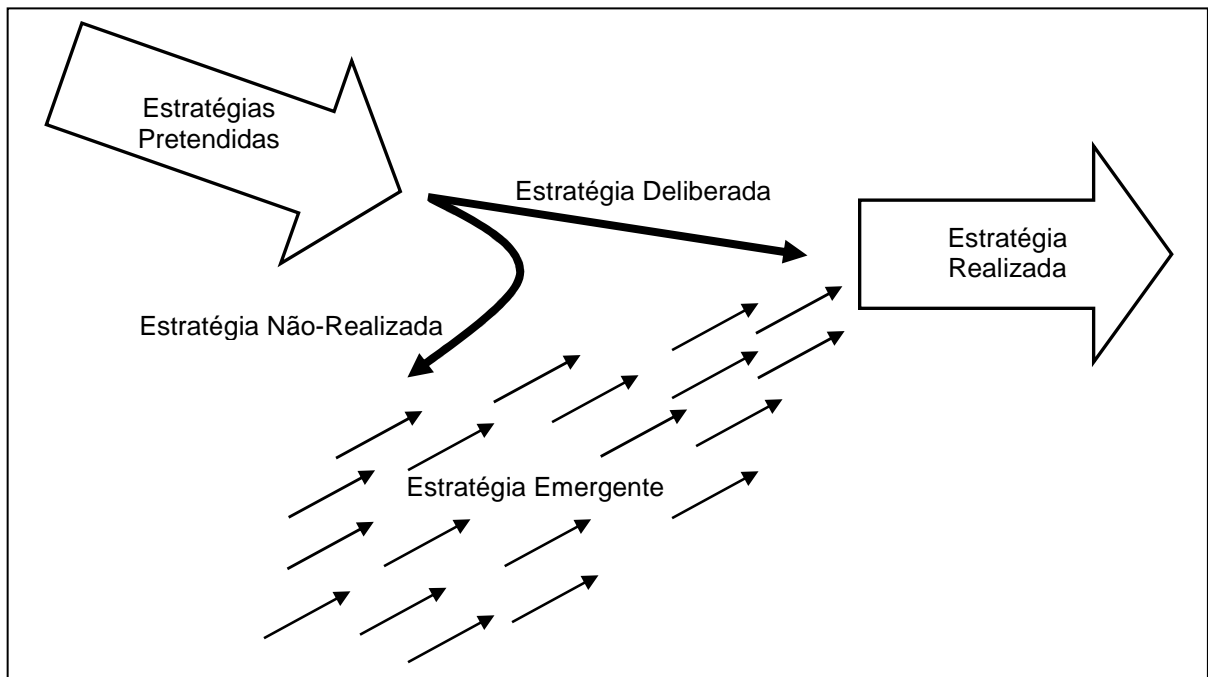 Estratégias
Pretendidas
Estratégia Deliberada
Estratégia
Realizada
Estratégia Não-Realizada
Estratégia Emergente